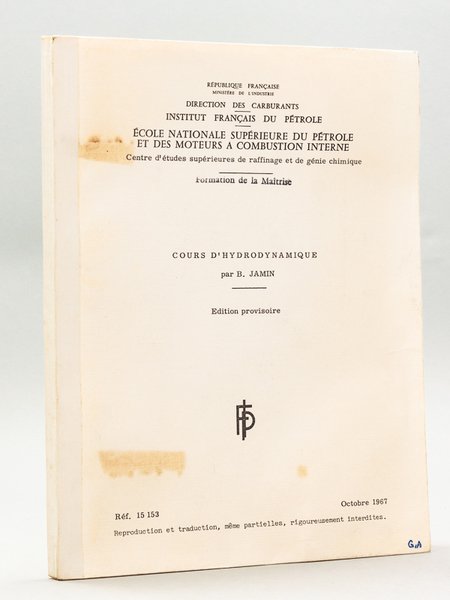 RÉPUBLIQUE FRANÇAISE
MINISTÈRE DE L'INDUSTRIE
DIRECTION DES CARBURANTS
INSTITUT FRANÇAIS DU PÉTROLE
ÉCOLE NATIONALE SUPÉRIEURE DU PÉTROLE
ET DES MOTEURS A COMBUSTION INTERNE
Centre d'études supérieures de raffinage et de génie chimique
Formation de la Maîtrise
COURS D'HYDRODYNAMIQUE
par B. JAMIN
Edition provisoire
IFP
Réf. 15 153
Octobre 1967
Reproduction et traduction, même partielles, rigoureusement interdites.
G.A